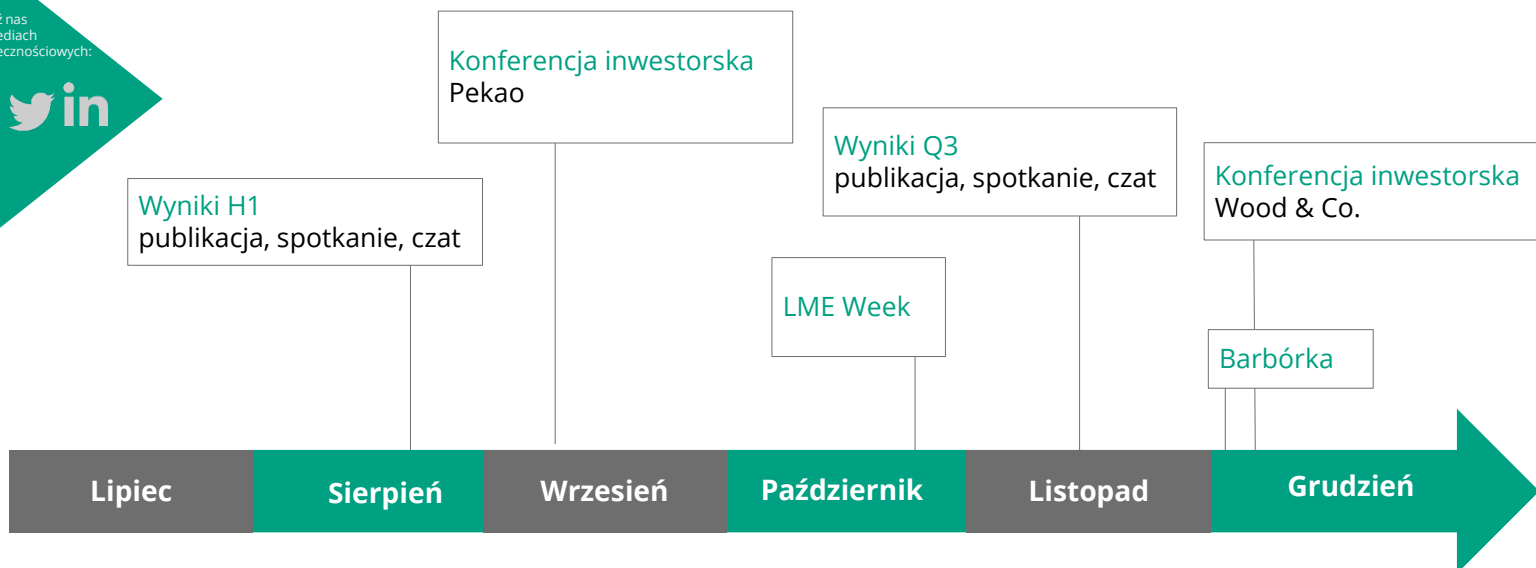 nas
Konferencja inwestorska
Pekao
Wyniki Q3
publikacja, spotkanie, czat
Konferencja inwestorska
Wood & Co.
Wyniki H1
publikacja, spotkanie, czat
LME Week
Barbórka
Lipiec
Sierpień
Wrzesień
Październik
Listopad
Grudzień